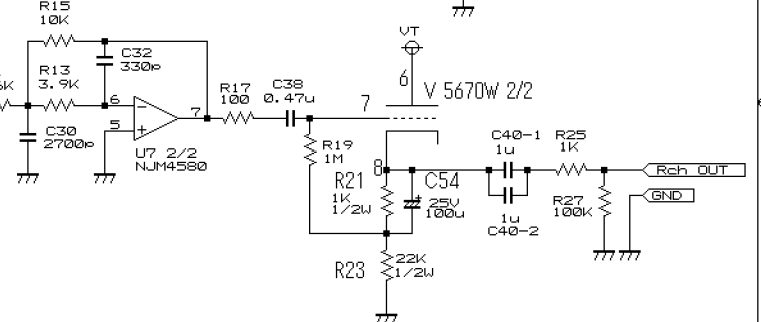 R15
10K
VT
C32
330p
R13
3.9K
6K
6
6
V 5670W 2/2
R17
100
C38
0.47u
7
7
5
C30
2700p
U7 2/2
NJM4580
R19
1M
C40-1
1u
R25
1K
8
Rch OUT
R21
1K
1/2W
C54
+
25V
100u
GND
R27
100K
1u
C40-2
R23
22K
1/2W